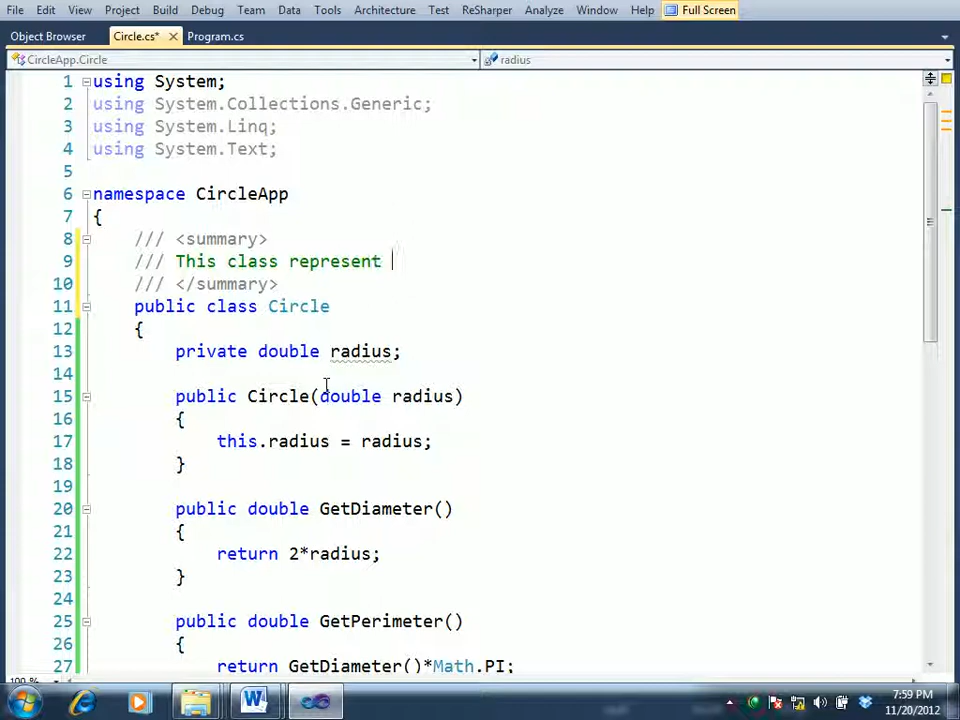 File Edit View Project Build Debug Team Data Tools Architecture Test ReSharper Analyze Window Help Full Screen
Object Browser Circle.cs* Program.cs
CircleApp.Circle radius
1 using System;
2 using System.Collections.Generic;
3 using System.Linq;
4 using System.Text;
5
6 namespace CircleApp
7 {
8 /// <summary>
9 /// This class represent
10 /// </summary>
11 public class Circle
12 {
13 private double radius;
14
15 public Circle(double radius)
16 {
17 this.radius = radius;
18 }
19
20 public double GetDiameter()
21 {
22 return 2*radius;
23 }
24
25 public double GetPerimeter()
26 {
27 return GetDiameter()*Math.PI;
100 %
7:59 PM
11/20/2012